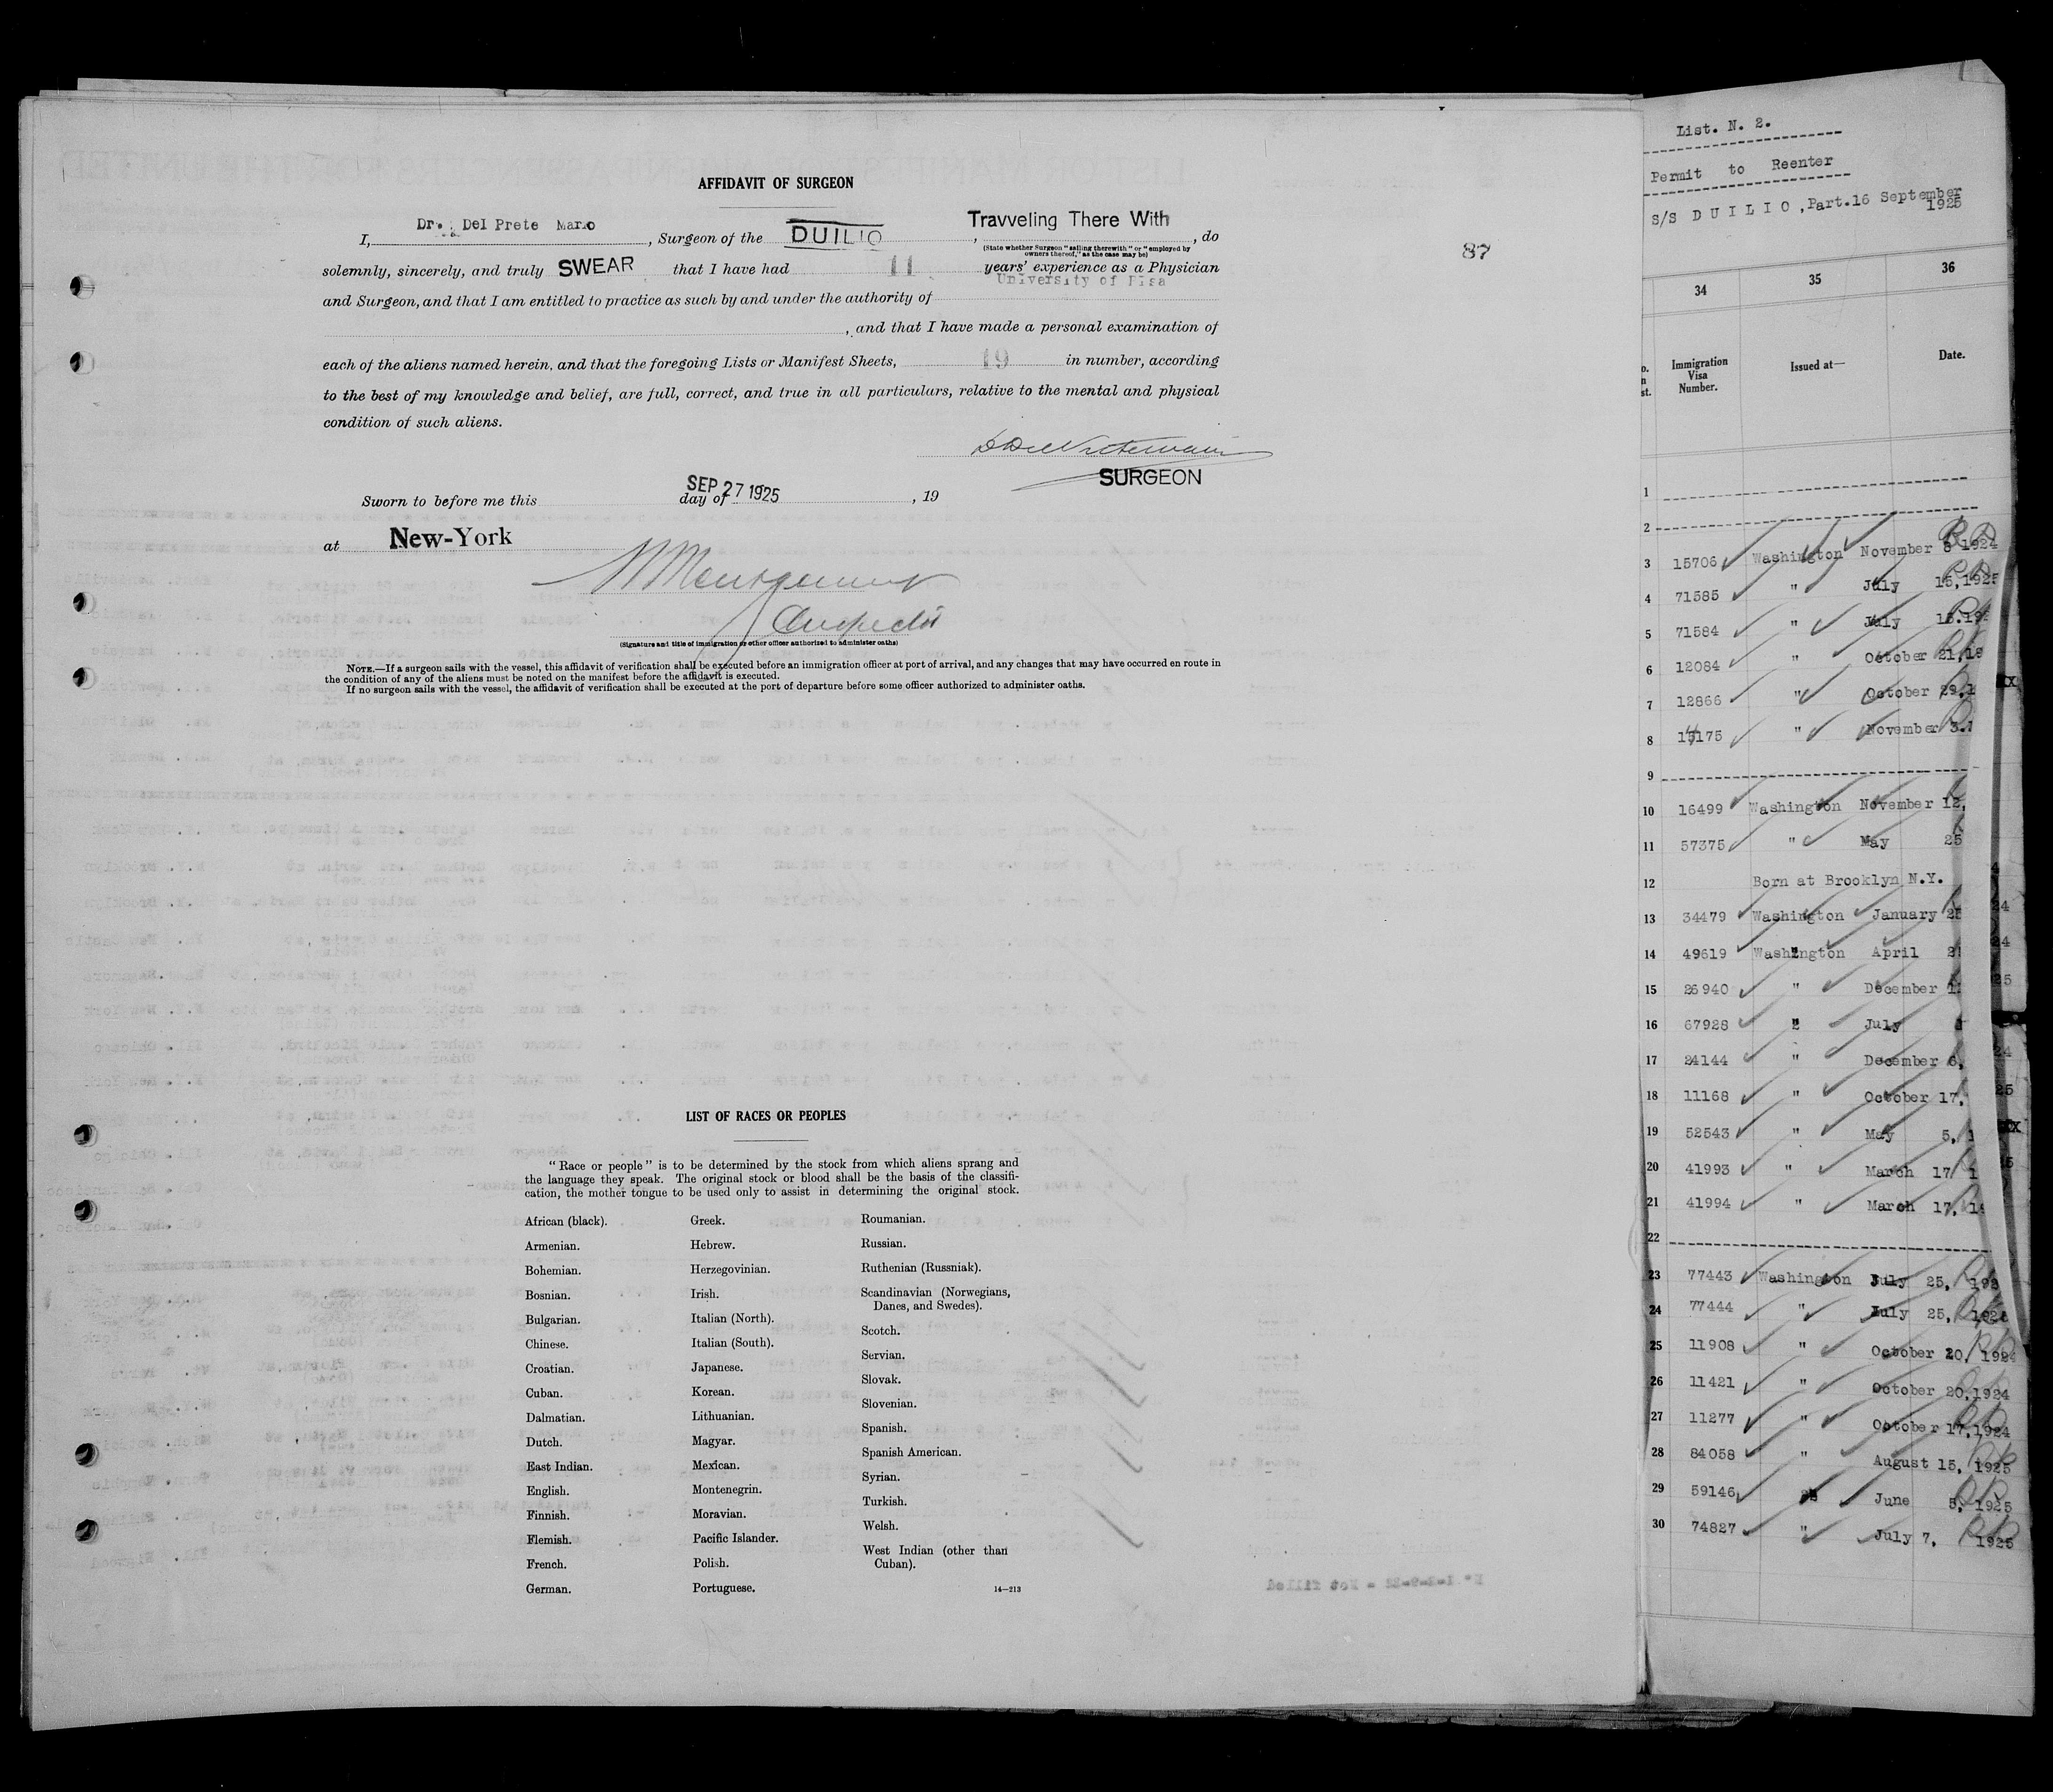 AFFIDAVIT OF SURGEON
I, Dr. Del Prete Mario, Surgeon of the DUILIO, Travveling There With, do
(State whether Surgeon "sailing therewith" or "employed by
owners thereof," as the case may be)
solemnly, sincerely, and truly SWEAR that I have had 11 years' experience as a Physician
University of Pisa
and Surgeon, and that I am entitled to practice as such by and under the authority of
, and that I have made a personal examination of
each of the aliens named herein, and that the foregoing Lists or Manifest Sheets, 19 in number, according
to the best of my knowledge and belief, are full, correct, and true in all particulars, relative to the mental and physical
condition of such aliens.
SURGEON
SEP 27 1925
Sworn to before me this day of , 19
at New-York
Inspector
(Signature and title of immigration or other officer authorized to administer oaths)
NOTE.—If a surgeon sails with the vessel, this affidavit of verification shall be executed before an immigration officer at port of arrival, and any changes that may have occurred en route in
the condition of any of the aliens must be noted on the manifest before the affidavit is executed.
If no surgeon sails with the vessel, the affidavit of verification shall be executed at the port of departure before some officer authorized to administer oaths.
87
LIST OF RACES OR PEOPLES
"Race or people" is to be determined by the stock from which aliens sprang and
the language they speak. The original stock or blood shall be the basis of the classifi-
cation, the mother tongue to be used only to assist in determining the original stock.
African (black).
Armenian.
Bohemian.
Bosnian.
Bulgarian.
Chinese.
Croatian.
Cuban.
Dalmatian.
Dutch.
East Indian.
English.
Finnish.
Flemish.
French.
German.
Greek.
Hebrew.
Herzegovinian.
Irish.
Italian (North).
Italian (South).
Japanese.
Korean.
Lithuanian.
Magyar.
Mexican.
Montenegrin.
Moravian.
Pacific Islander.
Polish.
Portuguese.
Roumanian.
Russian.
Ruthenian (Russniak).
Scandinavian (Norwegians,
Danes, and Swedes).
Scotch.
Servian.
Slovak.
Slovenian.
Spanish.
Spanish American.
Syrian.
Turkish.
Welsh.
West Indian (other than
Cuban).
14—213
List. N. 2.
Permit to Reenter
S/S DUILIO, Part.16 September
1925
34 35 36
Immigration
Visa
Number.
Issued at—
Date.
1
2
3 15706 Washington November 8 1924
4 71585 " July 15, 1925
5 71584 " July 15.19
6 12084 " October 21,19
7 12866 " October 29,1
8 " November 3.1
9
10 16499 Washington November 12,
11 57375 " May 25
12 Born at Brooklyn N.Y.
13 34479 Washington January
14 49619 Washington April
15 26940 " December
16 67928 July
17 24144 " December 6,
18 11168 " October 17,
19 52543 " May 5, 1
20 41993 " March 17 1
21 41994 " March 17, 19
22
23 77443 Washington July 25, 192
24 77444 " July 25, 192
25 11908 " October 20, 1924
26 11421 " October 20,1924
27 11277 " October 17,1924
28 84058 " August 15, 1925
29 59146 June 5, 1925
30 74827 " July 7, 1925